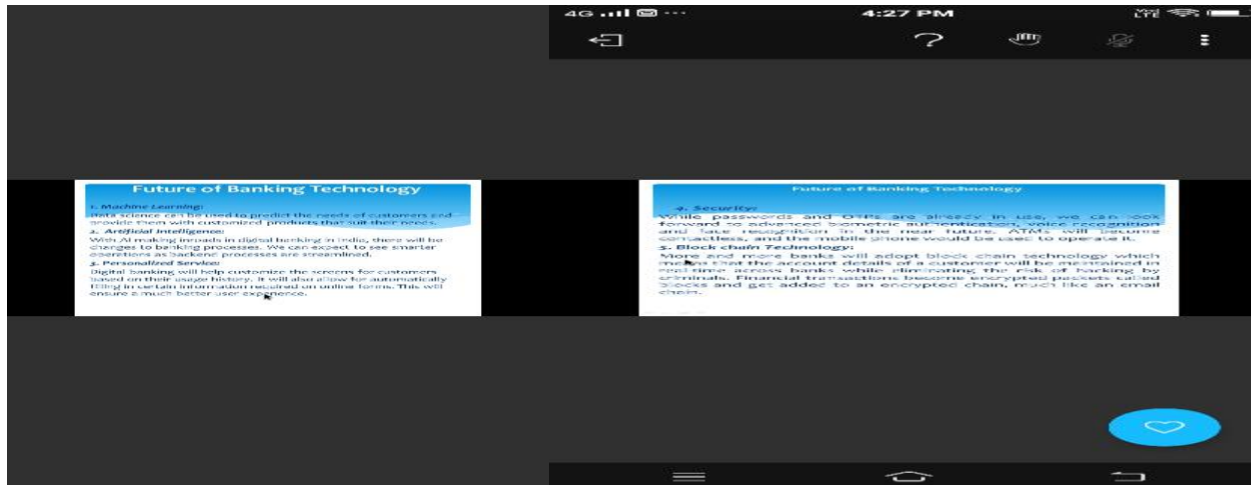 4G
4:27 PM
VoD LTE
Future of Banking Technology
1. Machine Learning:
Data science can be used to predict the needs of customers and
provide them with customized products that suit their needs.
2. Artificial Intelligence:
With AI making inroads in digital banking in India, there will be
changes to banking processes. We can expect to see smarter
operations as backend processes are streamlined.
3. Personalized Service:
Digital banking will help customize the screens for customers
based on their usage history. It will also allow for automatically
filling in certain information required on online forms. This will
ensure a much better user experience.
Future of Banking Technology
4. Security:
While passwords and OTPs are already in use, we can look
forward to advanced biometric authentication, voice recognition
and face recognition in the near future. ATMs will become
contactless, and the mobile phone would be used to operate it.
5. Block chain Technology:
More and more banks will adopt block chain technology which
means that the account details of a customer will be maintained in
real-time across banks while eliminating the risk of hacking by
criminals. Financial transactions become encrypted packets called
blocks and get added to an encrypted chain, much like an email
chain.